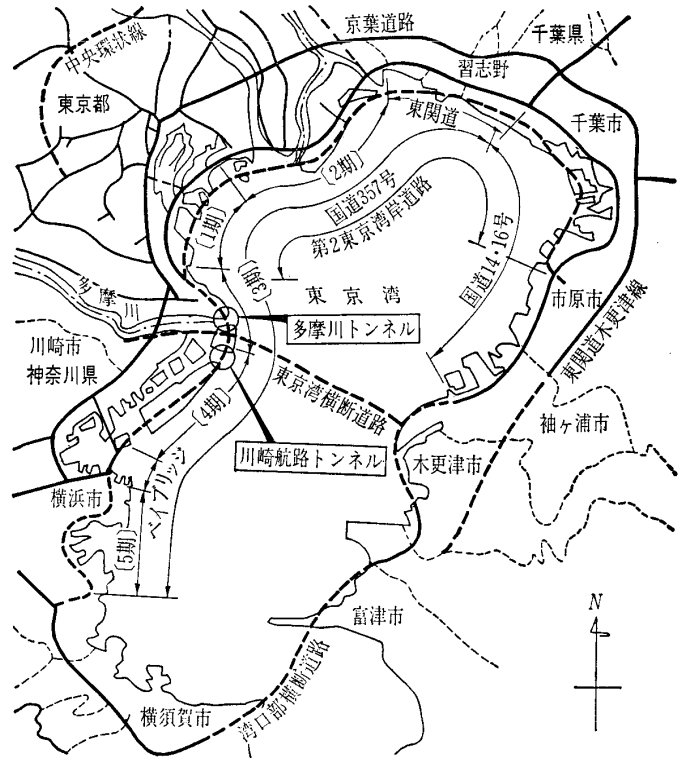 京葉道路
千葉県
中央環状線
習志野
東京都
東関道
千葉市
〔2期〕
国道357号
第2東京湾岸道路
〔1期〕
国道14・16号
〔3期〕
東京湾
多摩川
市原市
多摩川トンネル
東関道木更津線
川崎市
神奈川県
東京湾横断道路
〔4期〕
袖ヶ浦市
川崎航路トンネル
木更津市
横浜市
ベイブリッジ
〔5期〕
富津市
N
湾口部横断道路
横須賀市